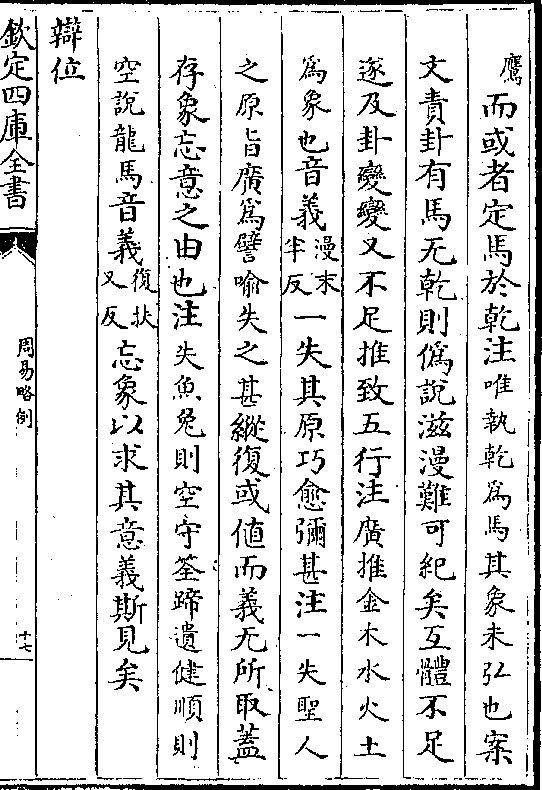 應而或者定馬於乾注唯執乾爲馬其象未弘也案
文責卦有馬无乾則僞說滋漫難可紀矣互體不足
遂及卦變變又不足推致五行注廣推金木水火土
爲象也音義漫末半反一失其原巧愈彌甚注一失聖人
之原旨廣爲譬喻失之甚縱復或值而義无所取蓋
存象忘意之由也注失魚兔則空守筌蹄遺健順則
空說龍馬音義復扶又反忘象以求其意義斯見矣
辯位
欽定四庫全書
周易略例
十七